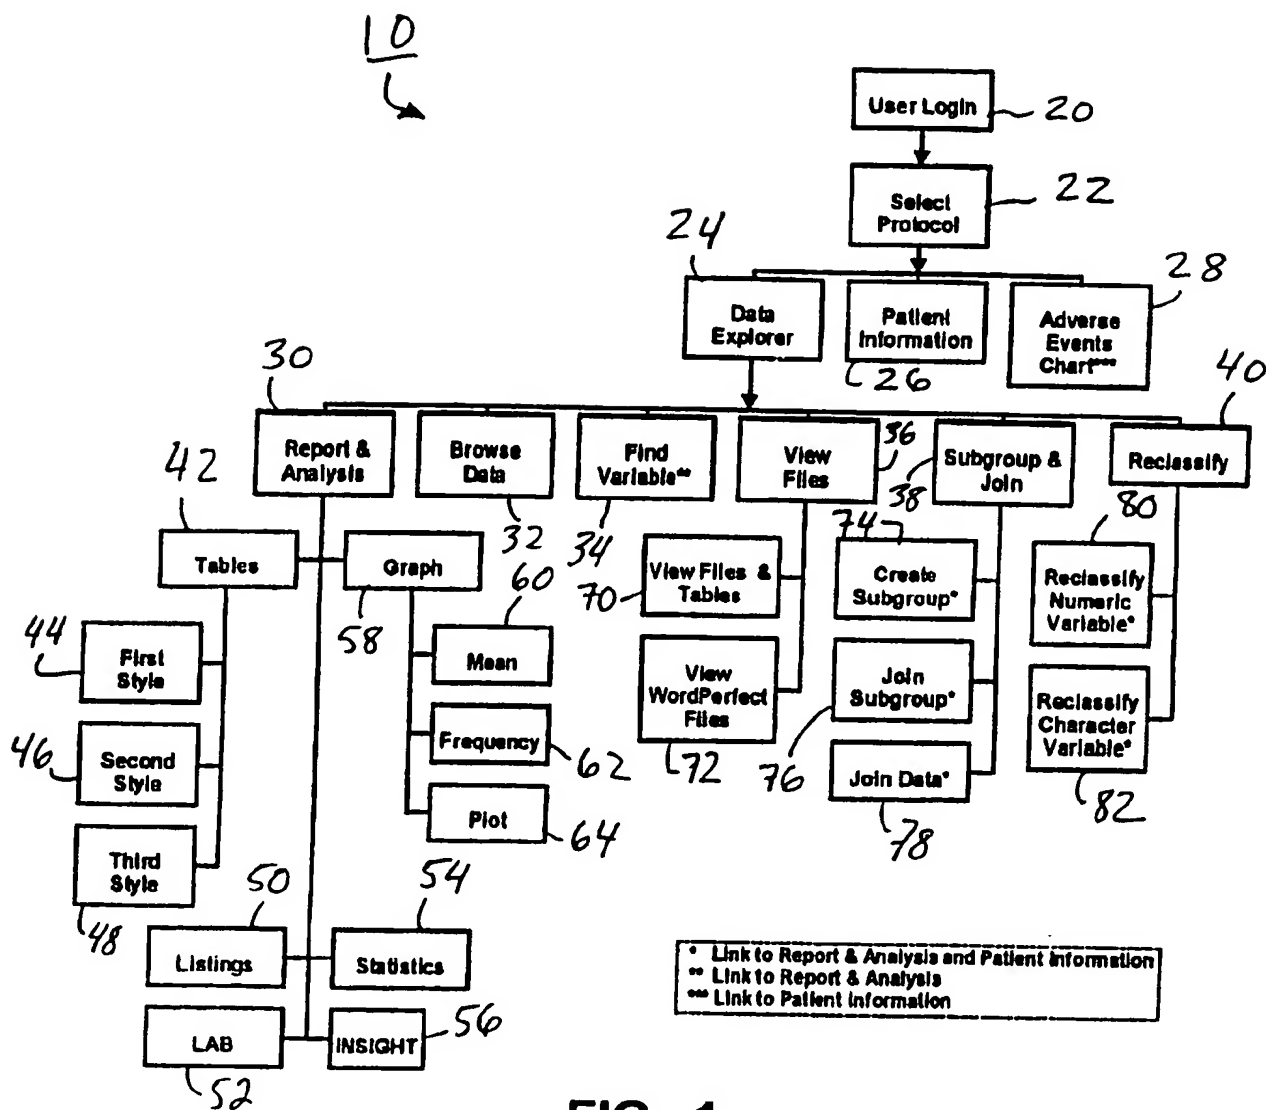 10
User Login
20
Select
Protocol
22
24
Data
Explorer
Patient
Information
26
Adverse
Events
Chart***
28
30
Report &
Analysis
Browse
Data
32
Find
Variable**
34
View
Files
36
Subgroup &
Join
38
Reclassify
40
42
Tables
Graph
58
44
First
Style
46
Second
Style
Third
Style
48
60
Mean
Frequency
62
Plot
64
View Files &
Tables
70
View
WordPerfect
Files
72
74
Create
Subgroup*
Join
Subgroup*
76
Join Data*
78
80
Reclassify
Numeric
Variable*
Reclassify
Character
Variable*
82
50
Listings
54
Statistics
LAB
52
INSIGHT
56
* Link to Report & Analysis and Patient Information
** Link to Report & Analysis
*** Link to Patient Information
FIG. 1